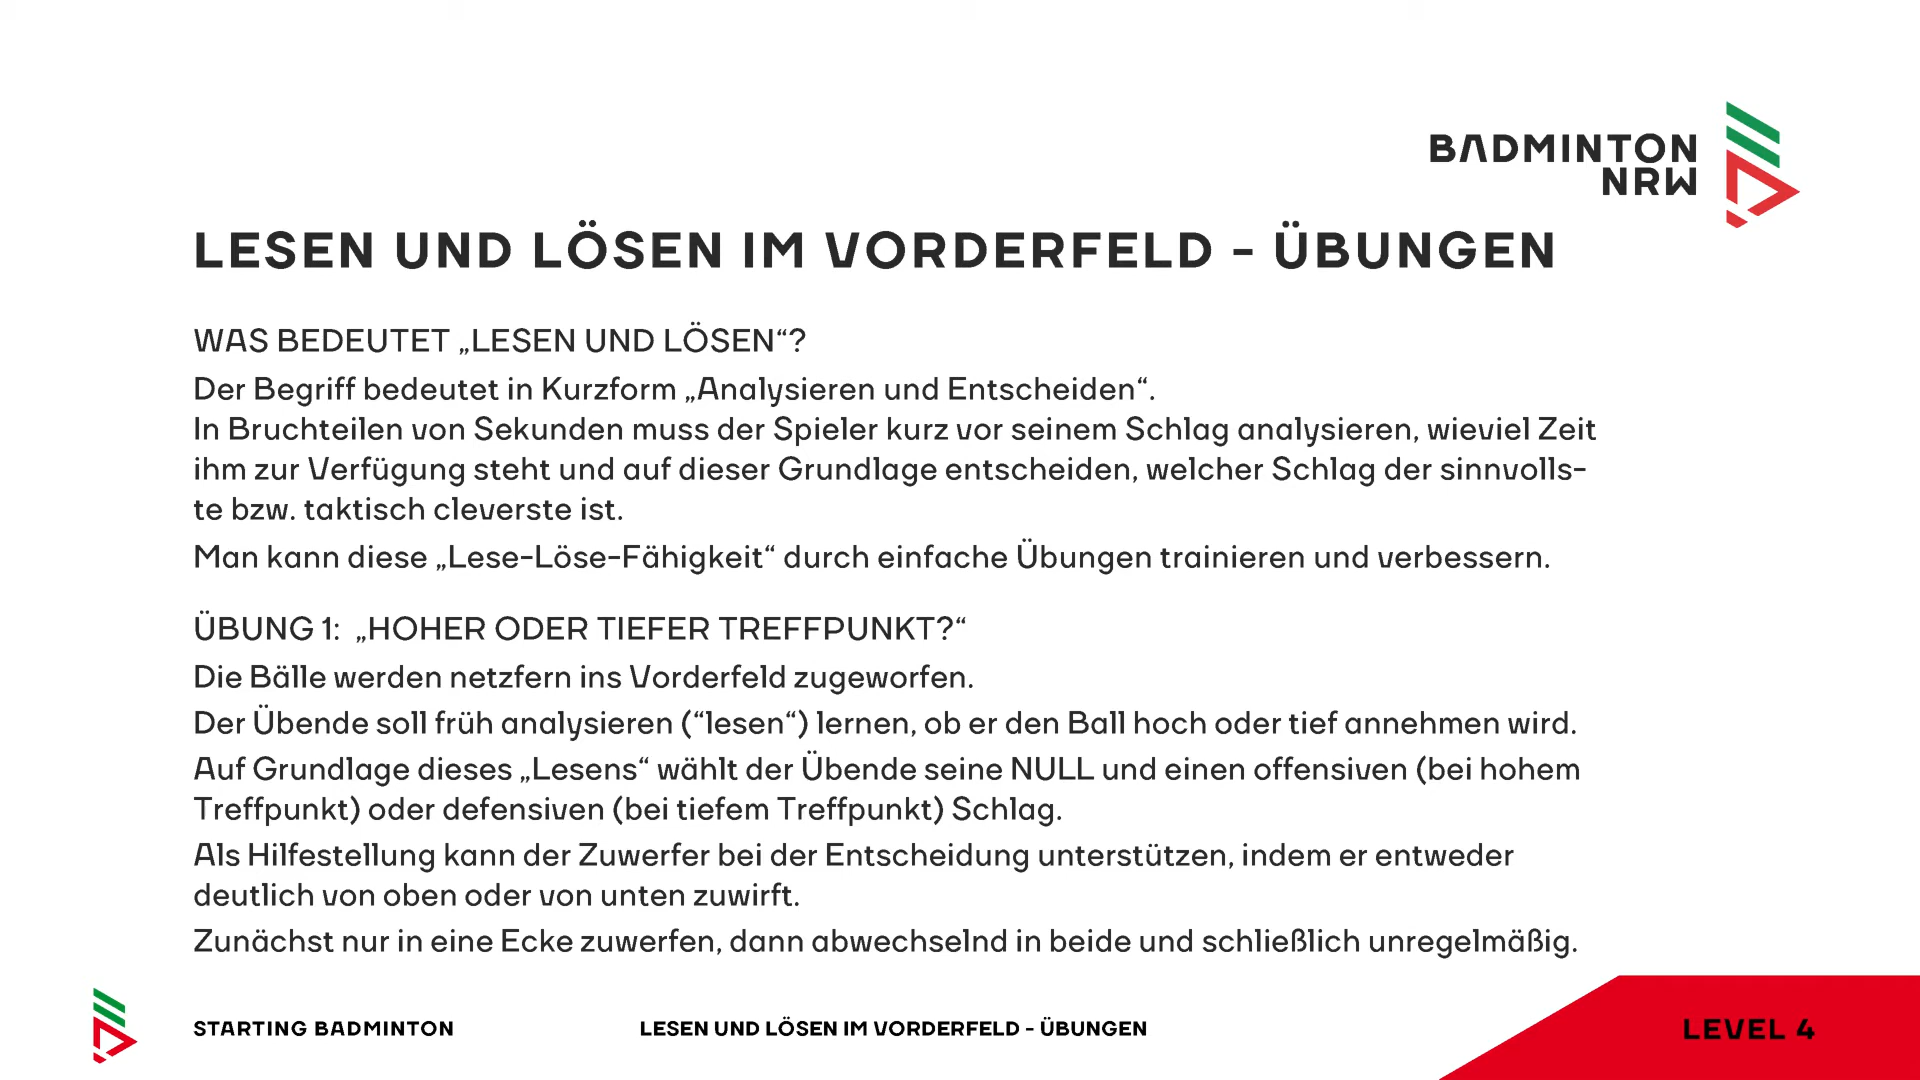 BADMINTON
NRW
LESEN UND LÖSEN IM VORDERFELD - ÜBUNGEN
WAS BEDEUTET „LESEN UND LÖSEN“?
Der Begriff bedeutet in Kurzform „Analysieren und Entscheiden“.
In Bruchteilen von Sekunden muss der Spieler kurz vor seinem Schlag analysieren, wieviel Zeit
ihm zur Verfügung steht und auf dieser Grundlage entscheiden, welcher Schlag der sinnvolls-
te bzw. taktisch cleverste ist.
Man kann diese „Lese-Löse-Fähigkeit“ durch einfache Übungen trainieren und verbessern.
ÜBUNG 1: „HOHER ODER TIEFER TREFFPUNKT?“
Die Bälle werden netzfern ins Vorderfeld zugeworfen.
Der Übende soll früh analysieren (“lesen“) lernen, ob er den Ball hoch oder tief annehmen wird.
Auf Grundlage dieses „Lesens“ wählt der Übende seine NULL und einen offensiven (bei hohem
Treffpunkt) oder defensiven (bei tiefem Treffpunkt) Schlag.
Als Hilfestellung kann der Zuwerfer bei der Entscheidung unterstützen, indem er entweder
deutlich von oben oder von unten zuwirft.
Zunächst nur in eine Ecke zuwerfen, dann abwechselnd in beide und schließlich unregelmäßig.
STARTING BADMINTON
LESEN UND LÖSEN IM VORDERFELD - ÜBUNGEN
LEVEL 4